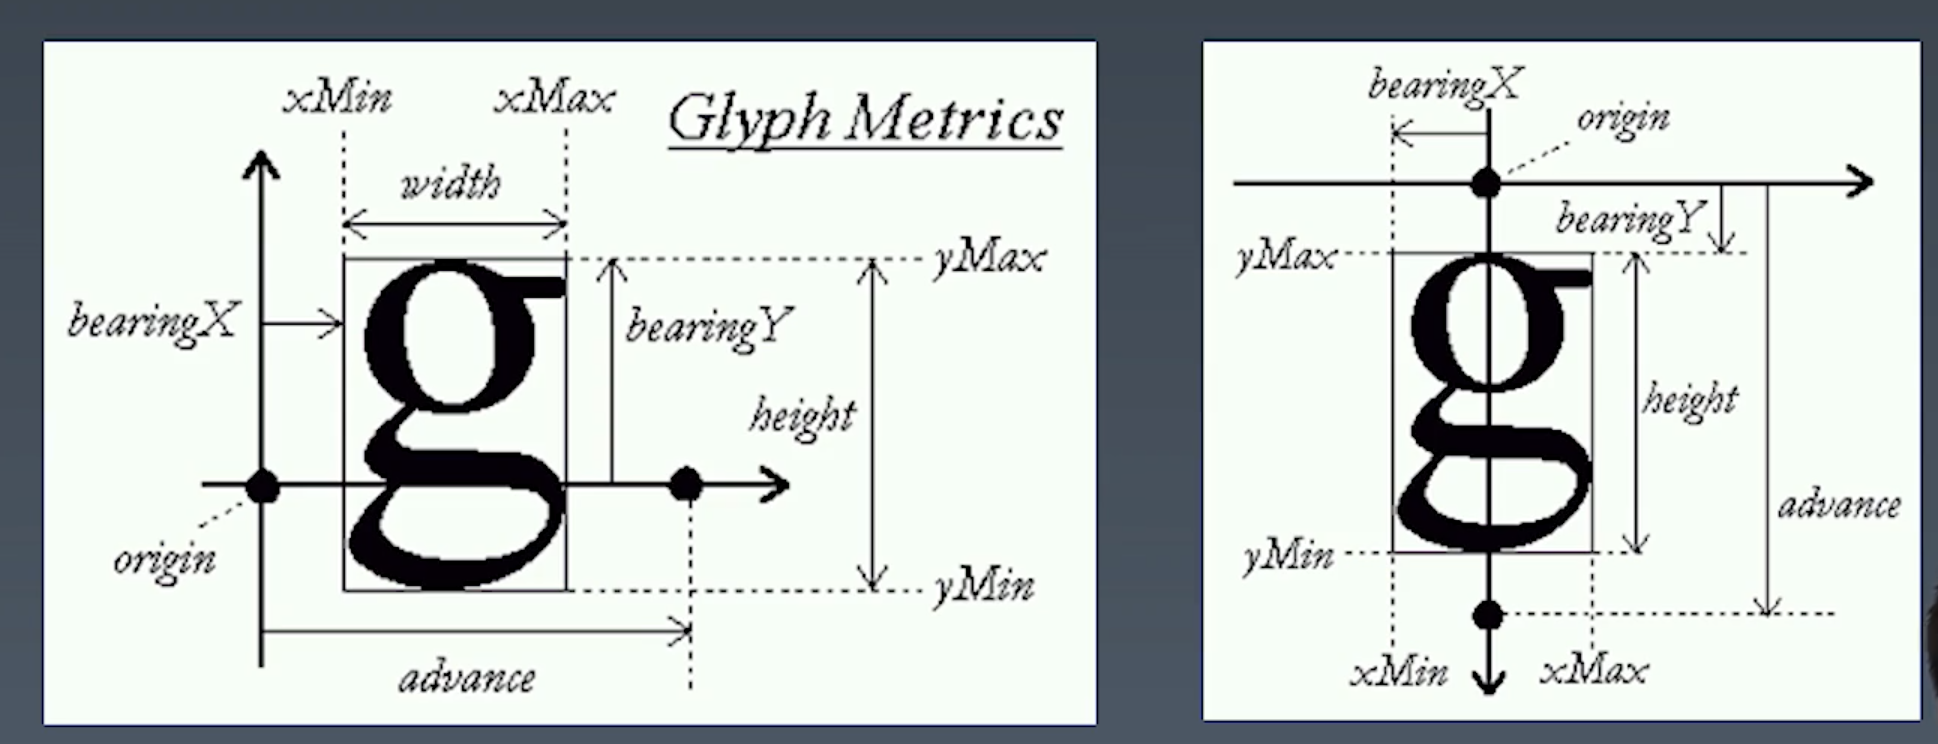 xMin
xMax
Glyph Metrics
width
yMax
bearingX
bearingY
height
g
origin
yMin
advance
bearingX
origin
bearingY
yMax
g
height
advance
yMin
xMin
xMax